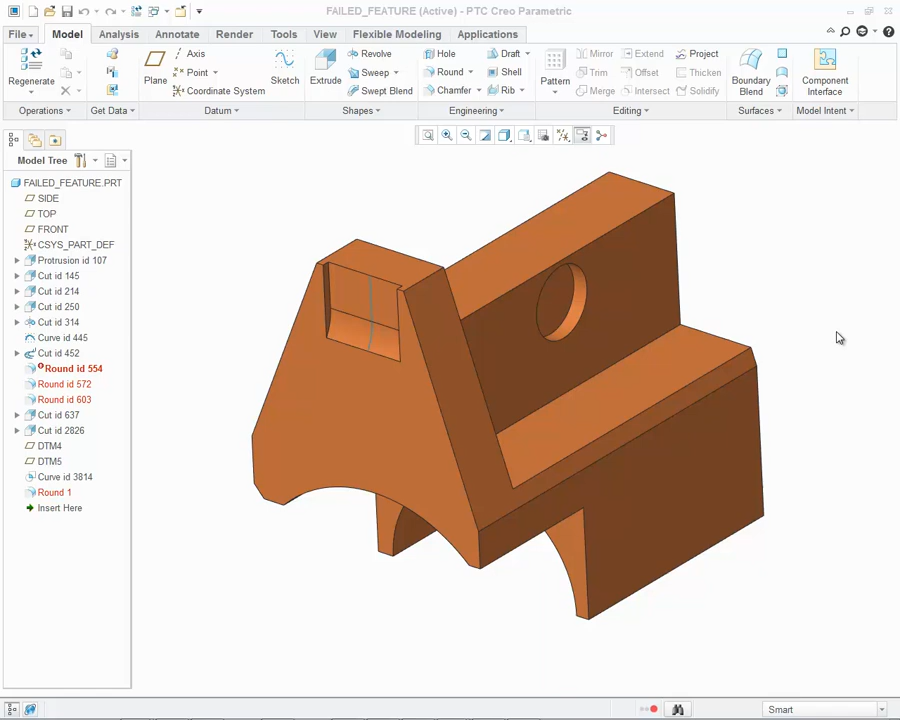 FAILED_FEATURE (Active) - PTC Creo Parametric
File Model Analysis Annotate Render Tools View Flexible Modeling Applications
Regenerate
Operations
Get Data
Plane
Axis
Point
Coordinate System
Sketch
Datum
Extrude
Revolve
Sweep
Swept Blend
Shapes
Hole
Round
Chamfer
Draft
Shell
Rib
Engineering
Pattern
Mirror
Trim
Merge
Extend
Offset
Intersect
Project
Thicken
Solidify
Editing
Boundary
Blend
Surfaces
Component
Interface
Model Intent
Model Tree
FAILED_FEATURE.PRT
SIDE
TOP
FRONT
CSYS_PART_DEF
Protrusion id 107
Cut id 145
Cut id 214
Cut id 250
Cut id 314
Curve id 445
Cut id 452
Round id 554
Round id 572
Round id 603
Cut id 637
Cut id 2826
DTM4
DTM5
Curve id 3814
Round 1
Insert Here
Smart